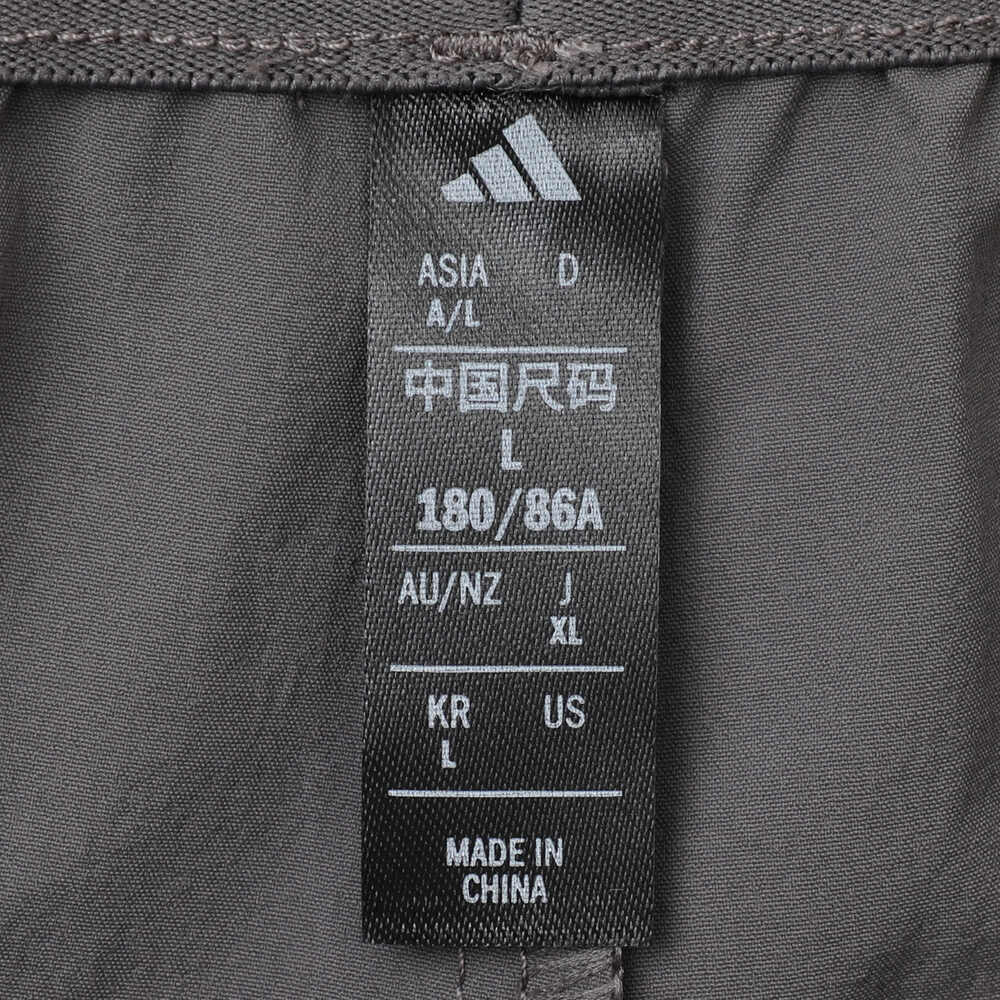 ASIA D
A/L
中国尺码
L
180/86A
AU/NZ J
XL
KR US
L
MADE IN
CHINA